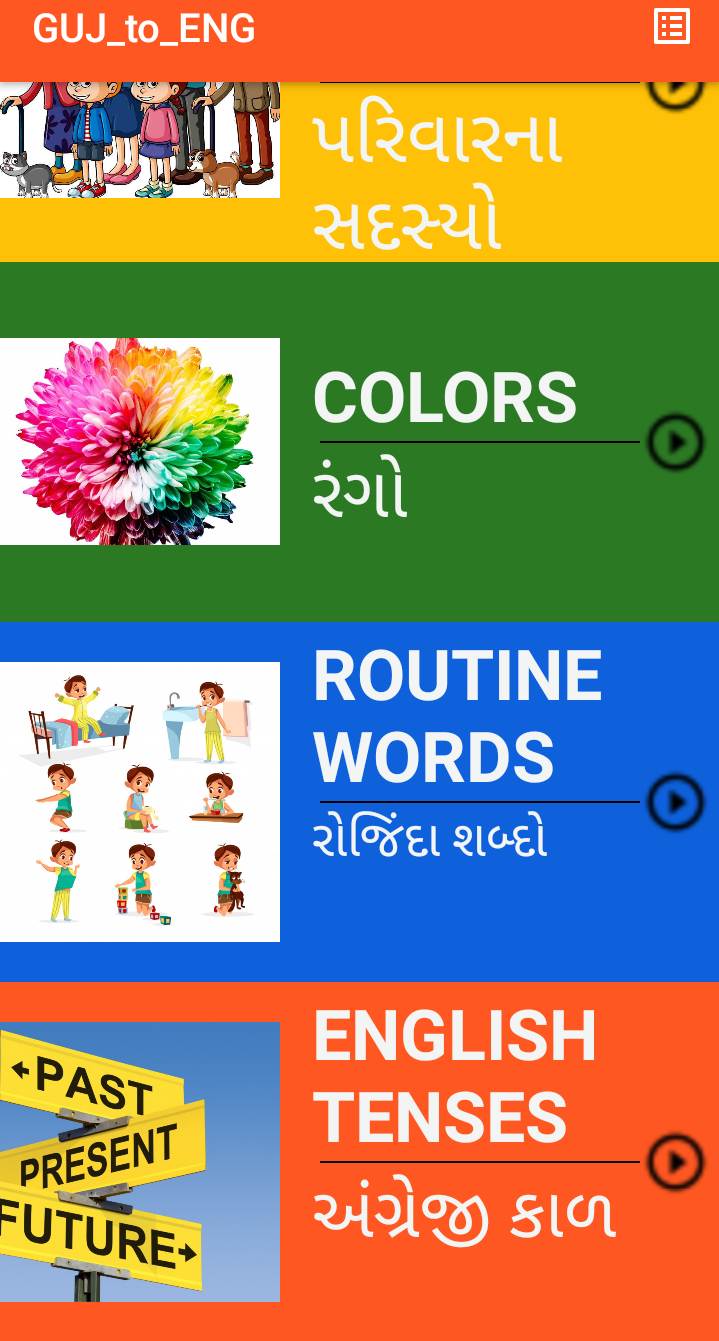 GUJ_to_ENG
પરિવારના
સદસ્યો
COLORS
રંગો
ROUTINE
WORDS
રોજિંદા શબ્દો
ENGLISH
TENSES
અંગ્રેજી કાળ
PAST
PRESENT
FUTURE